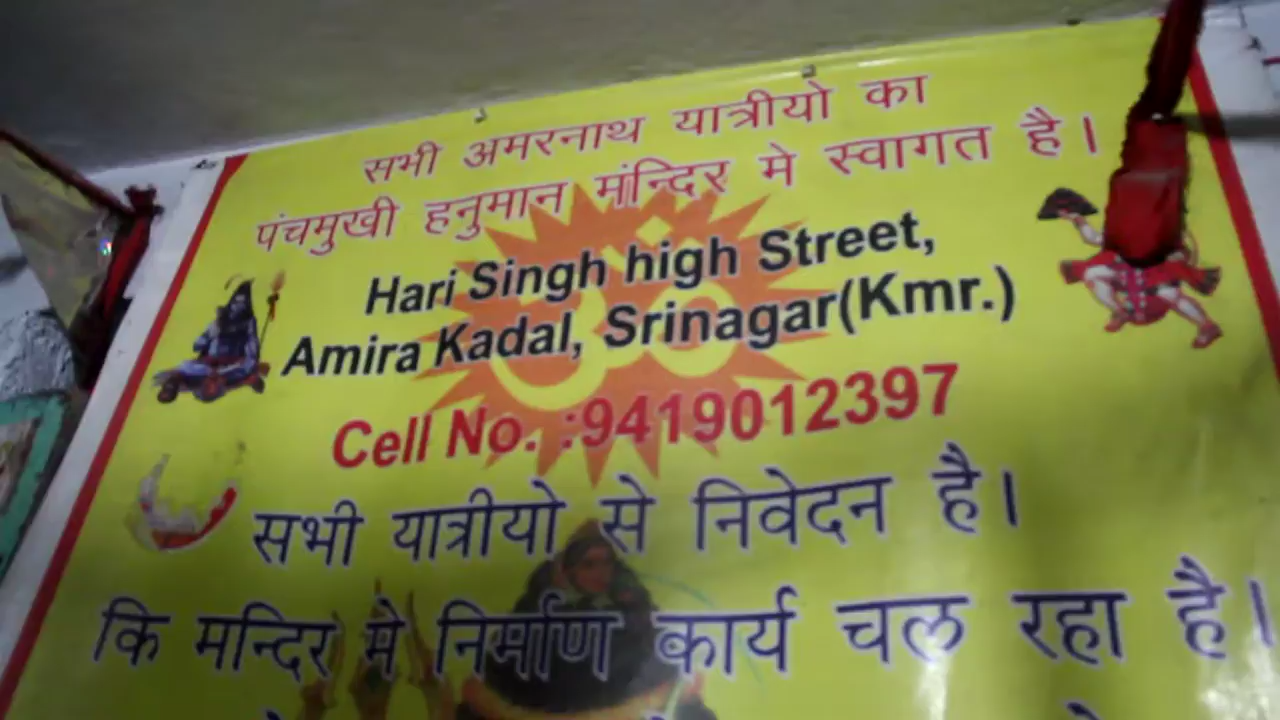 सभी अमरनाथ यात्रीयो का
पंचमुखी हनुमान मंन्दिर मे स्वागत है।
Hari Singh high Street,
Amira Kadal, Srinagar(Kmr.)
Cell No. :9419012397
सभी यात्रीयो से निवेदन है।
कि मन्दिर मे निर्माण कार्य चल रहा है।